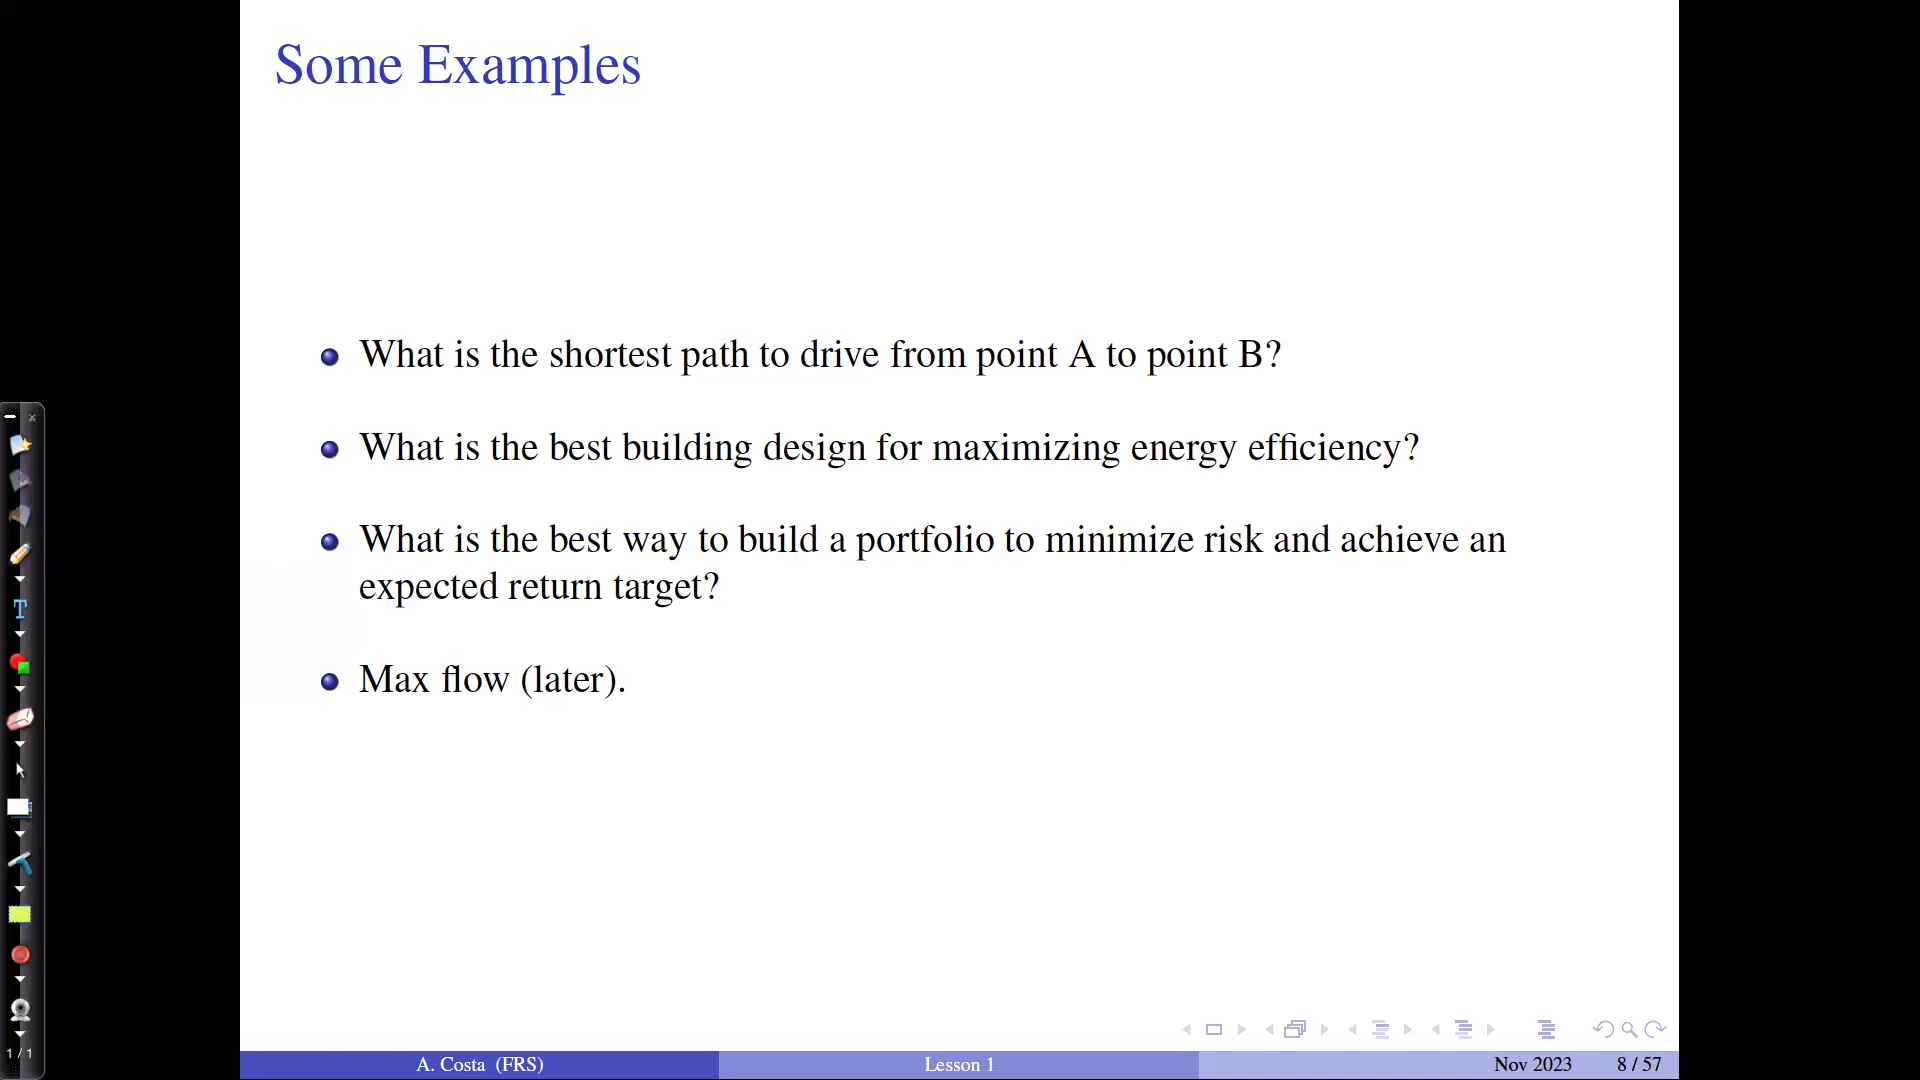 Some Examples
What is the shortest path to drive from point A to point B?
What is the best building design for maximizing energy efficiency?
What is the best way to build a portfolio to minimize risk and achieve an
expected return target?
Max flow (later).
T
1 / 1
A. Costa (FRS) Lesson 1 Nov 2023 8 / 57